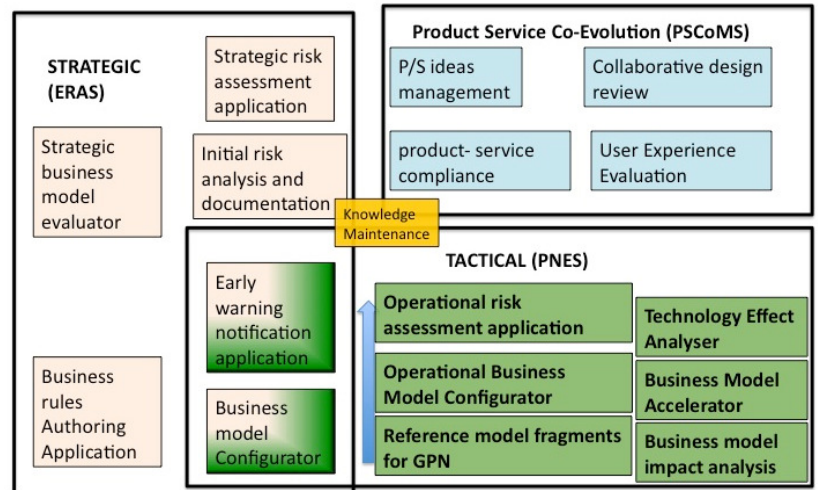 STRATEGIC
(ERAS)
Strategic risk
assessment
application
Strategic
business
model
evaluator
Initial risk
analysis and
documentation
Product Service Co-Evolution (PSCoMS)
P/S ideas
management
Collaborative design
review
product- service
compliance
User Experience
Evaluation
Knowledge
Maintenance
TACTICAL (PNES)
Early
warning
notification
application
Business
model
Configurator
Business
rules
Authoring
Application
Operational risk
assessment application
Operational Business
Model Configurator
Reference model fragments
for GPN
Technology Effect
Analyser
Business Model
Accelerator
Business model
impact analysis